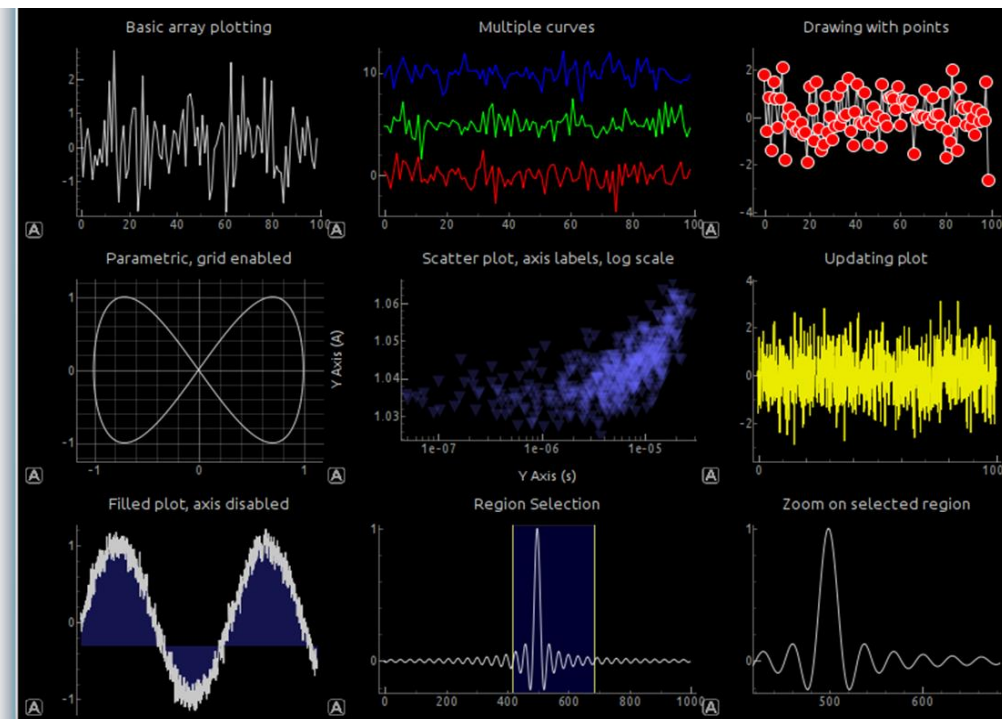 Basic array plotting
2
1
0
-1
0 20 40 60 80 100
A
Multiple curves
10
0
0 20 40 60 80 100
A
Drawing with points
2
0
-2
-4
0 20 40 60 80 100
Parametric, grid enabled
1
0
-1
-1 0 1
A
Scatter plot, axis labels, log scale
Y Axis (A)
1.06
1.05
1.04
1.03
1e-07 1e-06 1e-05
Y Axis (s)
A
A
Updating plot
4
2
0
-2
0 100
Filled plot, axis disabled
1
0
-1
A
Region Selection
1
0
0 200 400 600 800 1000
A
A
Zoom on selected region
1
0
500 600